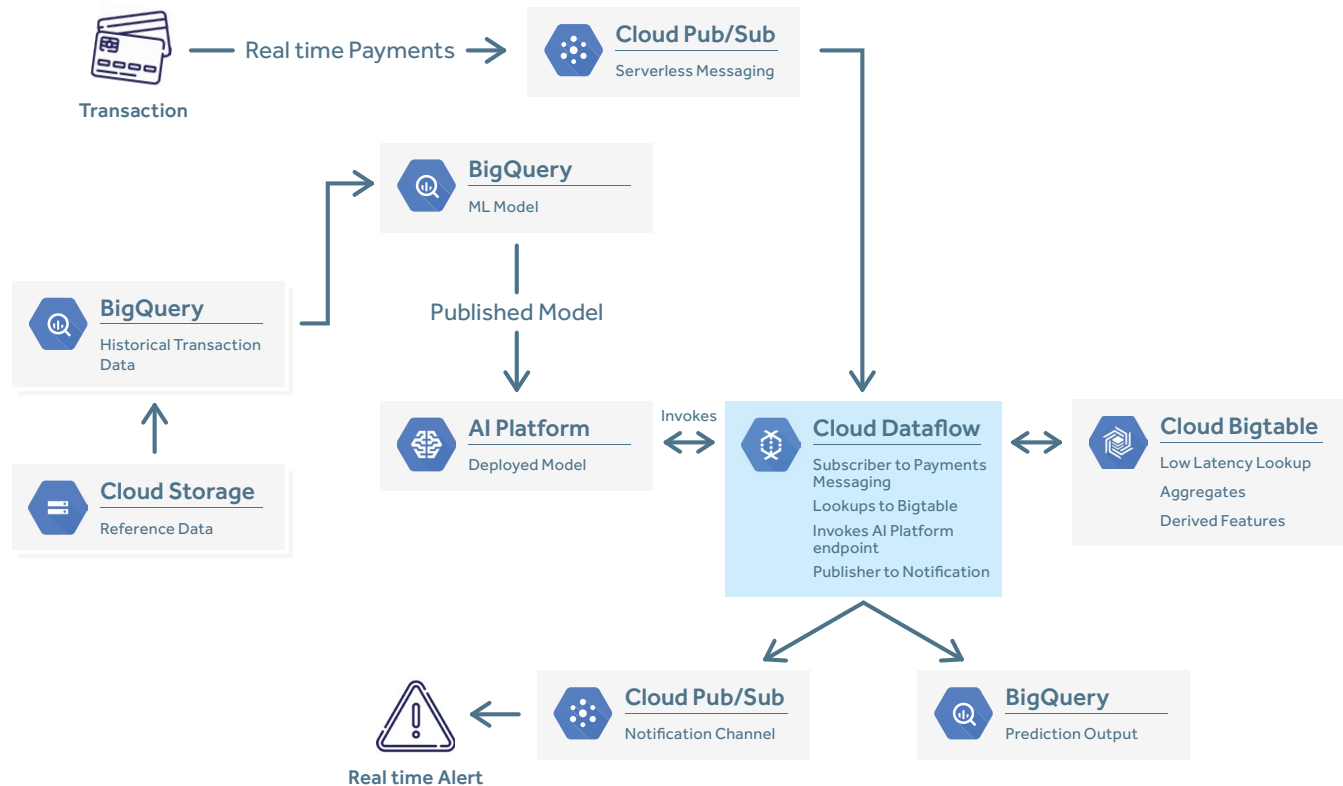 Real time Payments
Cloud Pub/Sub
Serverless Messaging
Transaction
BigQuery
ML Model
BigQuery
Historical Transaction
Data
Published Model
Cloud Storage
Reference Data
AI Platform
Deployed Model
Invokes
Cloud Dataflow
Subscriber to Payments
Messaging
Lookups to Bigtable
Invokes AI Platform
endpoint
Publisher to Notification
Cloud Bigtable
Low Latency Lookup
Aggregates
Derived Features
Cloud Pub/Sub
Notification Channel
BigQuery
Prediction Output
Real time Alert